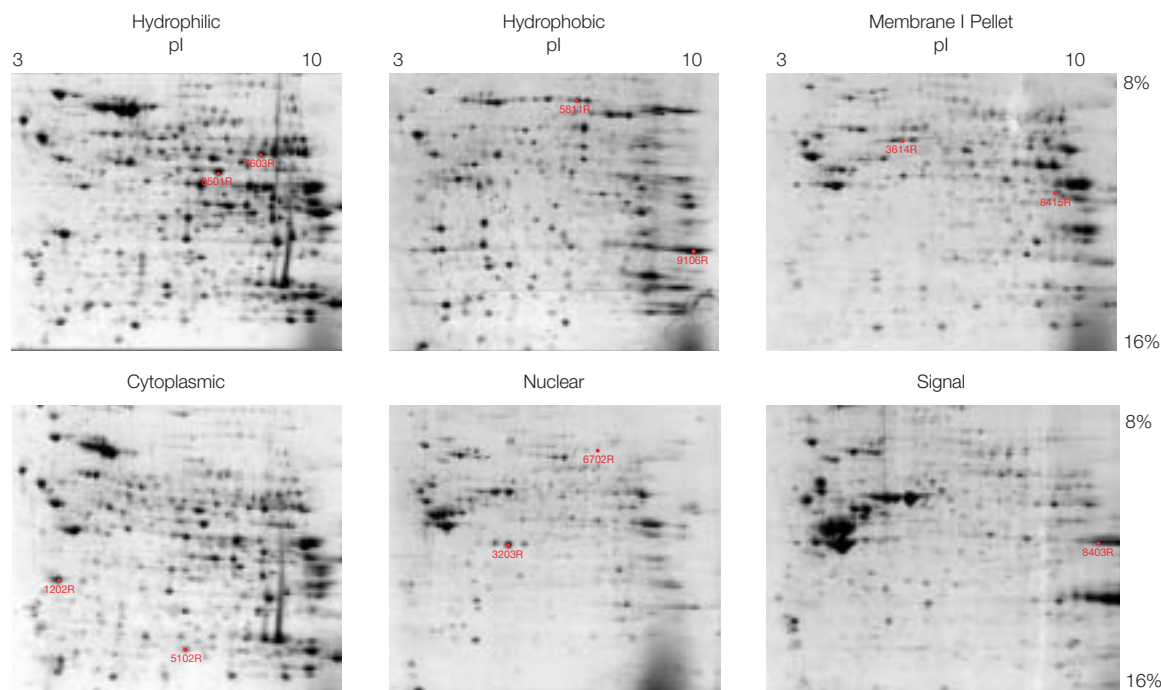 Hydrophilic
pI
3 10
Hydrophobic
pI
3 10
Membrane I Pellet
pI
3 10
7603R
6501R
5811R
9106R
3614R
8415R
8%
16%
Cytoplasmic
Nuclear
Signal
1202R
5102R
6702R
3203R
8403R
8%
16%